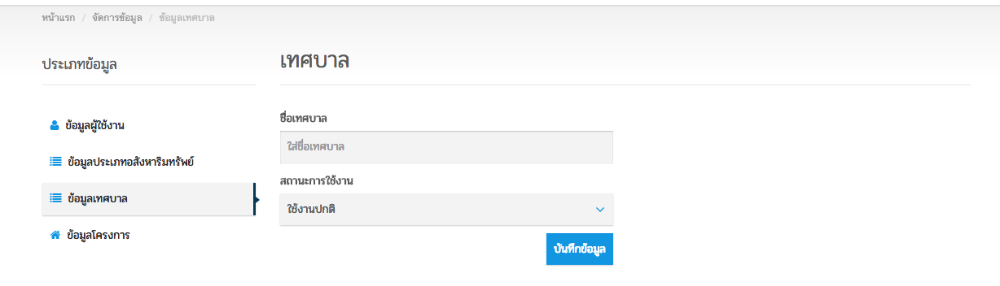 หน้าแรก / จัดการข้อมูล / ข้อมูลเทศบาล
ประเภทข้อมูล
ข้อมูลผู้ใช้งาน
ข้อมูลประเภทอสังหาริมทรัพย์
ข้อมูลเทศบาล
ข้อมูลโครงการ
เทศบาล
ชื่อเทศบาล
ใส่ชื่อเทศบาล
สถานะการใช้งาน
ใช้งานปกติ
บันทึกข้อมูล